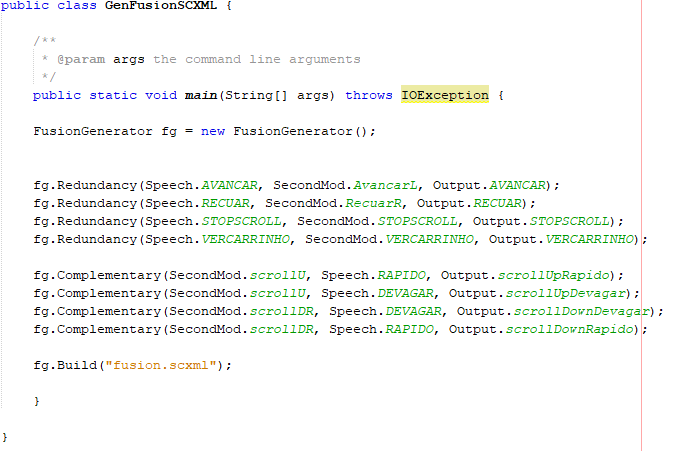 public class GenFusionSCXML {
/**
* @param args the command line arguments
*/
public static void main(String[] args) throws IOException {
FusionGenerator fg = new FusionGenerator();
fg.Redundancy(Speech.AVANCAR, SecondMod.AvancarL, Output.AVANCAR);
fg.Redundancy(Speech.RECUAR, SecondMod.RecuarR, Output.RECUAR);
fg.Redundancy(Speech.STOPSCROLL, SecondMod.STOPSCROLL, Output.STOPSCROLL);
fg.Redundancy(Speech.VERCARRINHO, SecondMod.VERCARRINHO, Output.VERCARRINHO);
fg.Complementary(SecondMod.scrollU, Speech.RAPIDO, Output.scrollUpRapido);
fg.Complementary(SecondMod.scrollU, Speech.DEVAGAR, Output.scrollUpDevagar);
fg.Complementary(SecondMod.scrollDR, Speech.DEVAGAR, Output.scrollDownDevagar);
fg.Complementary(SecondMod.scrollDR, Speech.RAPIDO, Output.scrollDownRapido);
fg.Build("fusion.scxml");
}
}